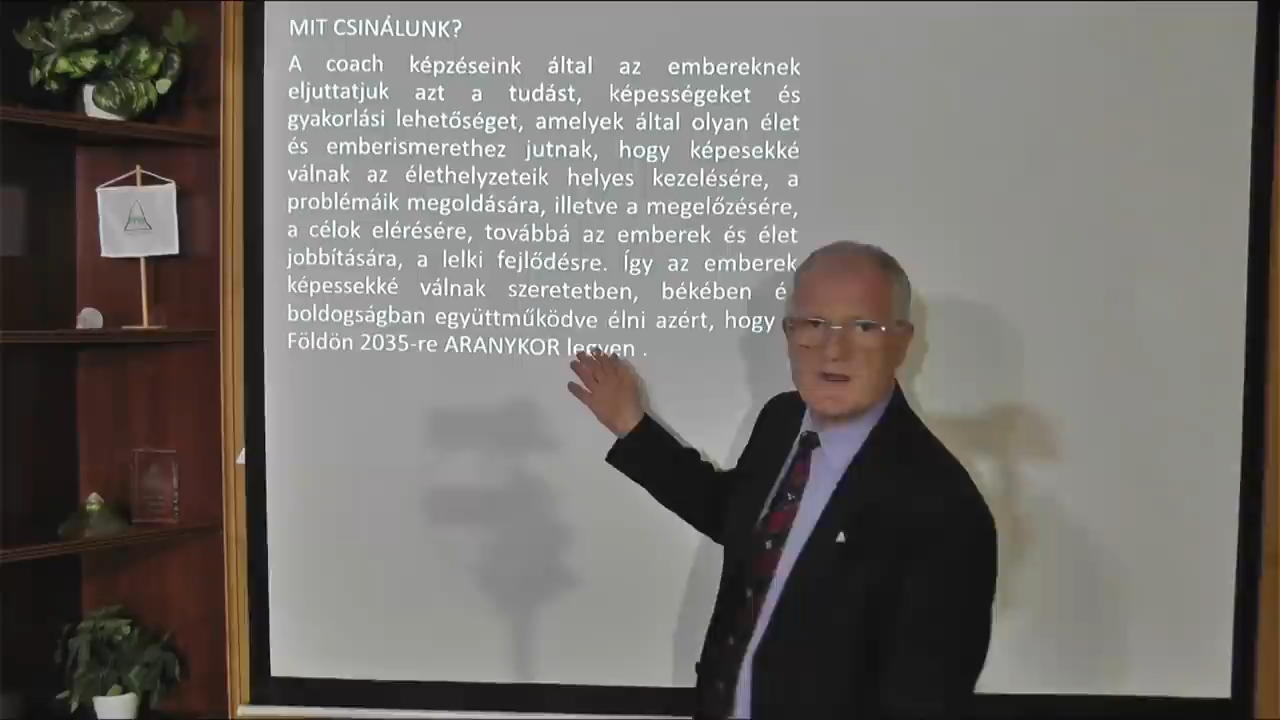 MIT CSINÁLUNK?
A coach képzéseink által az embereknek
eljuttatjuk azt a tudást, képességeket és
gyakorlási lehetőséget, amelyek által olyan élet
és emberismerethez jutnak, hogy képesekké
válnak az élethelyzeteik helyes kezelésére, a
problémáik megoldására, illetve a megelőzésére,
a célok elérésére, továbbá az emberek és élet
jobbítására, a lelki fejlődésre. Így az emberek
képessekké válnak szeretetben, békében
boldogságban együttműködve élni azért, hogy
Földön 2035-re ARANYKOR legyen .